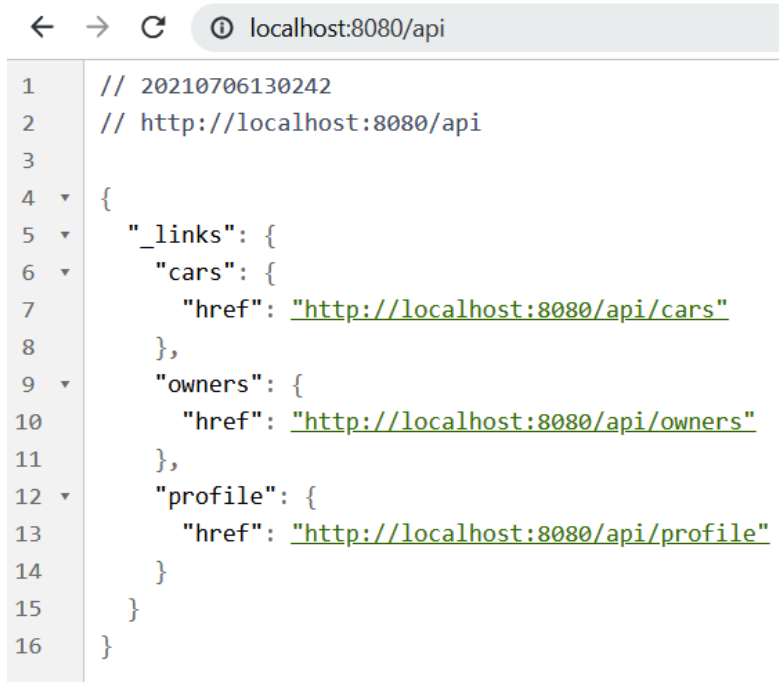 localhost:8080/api
1 // 20210706130242
2 // http://localhost:8080/api
3
4 {
5 "_links": {
6 "cars": {
7 "href": "http://localhost:8080/api/cars"
8 },
9 "owners": {
10 "href": "http://localhost:8080/api/owners"
11 },
12 "profile": {
13 "href": "http://localhost:8080/api/profile"
14 }
15 }
16 }